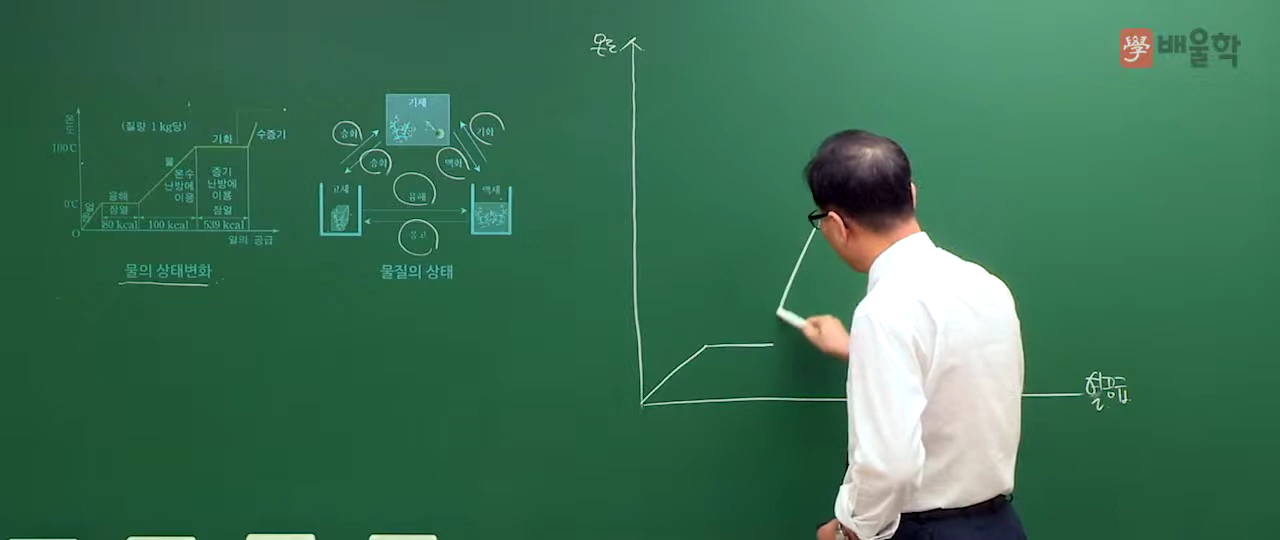 學 배울학
온도
열공급
온도
(질량 1 kg당)
기화
수증기
100℃
물
온수
난방에
이용
증기
난방에
이용
융해
잠열
잠열
0℃
얼음
80 kcal
100 kcal
539 kcal
O
열의 공급
물의 상태변화
기체
승화
기화
승화
액화
고체
융해
액체
응고
물질의 상태